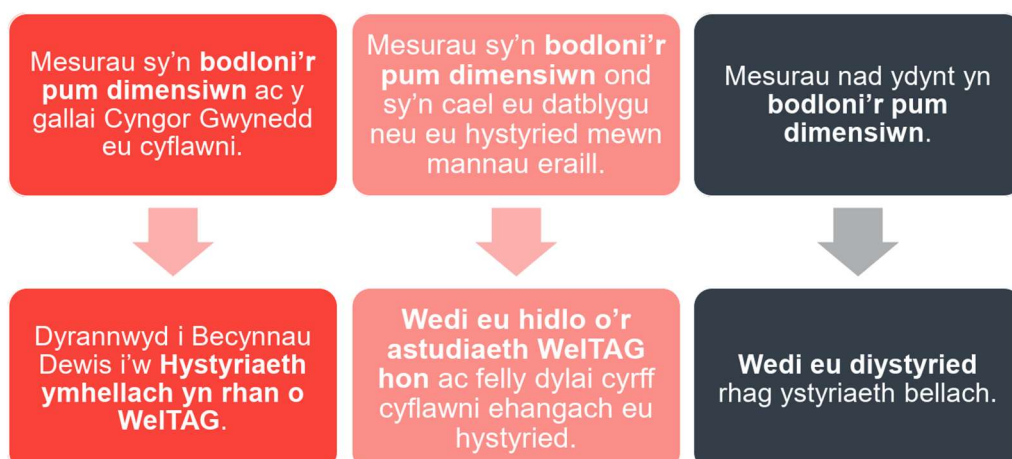 Mesurau sy’n bodloni’r
pum dimensiwn ac y
gallai Cyngor Gwynedd
eu cyflawni.
Mesurau sy’n bodloni’r
pum dimensiwn ond
sy’n cael eu datblygu
neu eu hystyried mewn
mannau eraill.
Mesurau nad ydynt yn
bodloni’r pum
dimensiwn.
Dyrannwyd i Becynnau
Dewis i’w Hystyriaeth
ymhellach yn rhan o
WelTAG.
Wedi eu hidlo o’r
astudiaeth WelTAG
hon ac felly dylai cyrff
cyflawni ehangach eu
hystyried.
Wedi eu diystyried
rhag ystyriaeth bellach.